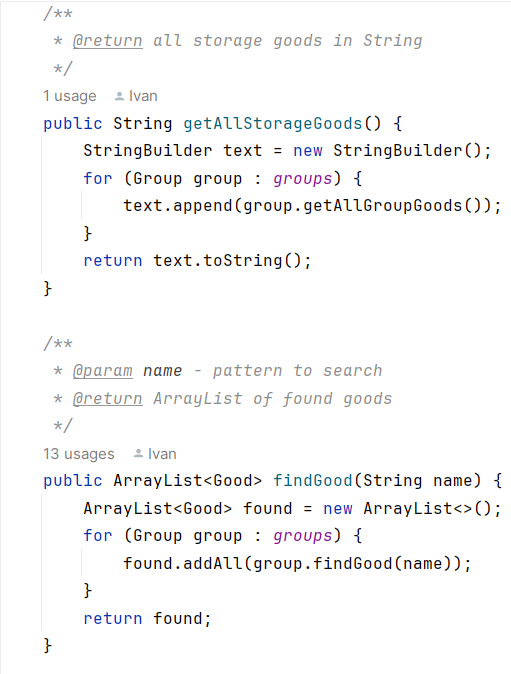 /**
 * @return all storage goods in String
 */
1 usage Ivan
public String getAllStorageGoods() {
    StringBuilder text = new StringBuilder();
    for (Group group : groups) {
        text.append(group.getAllGroupGoods());
    }
    return text.toString();
}
/**
 * @param name - pattern to search
 * @return ArrayList of found goods
 */
13 usages Ivan
public ArrayList<Good> findGood(String name) {
    ArrayList<Good> found = new ArrayList<>();
    for (Group group : groups) {
        found.addAll(group.findGood(name));
    }
    return found;
}